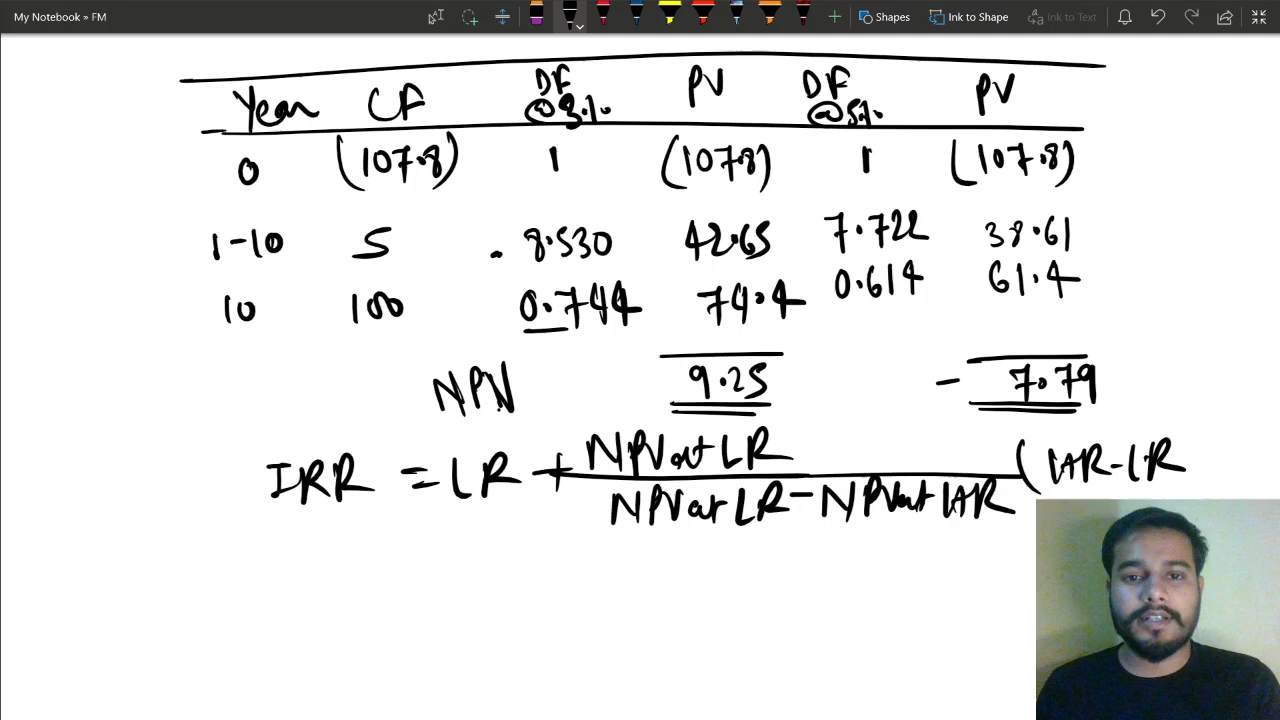 My Notebook » FM
Shapes Ink to Shape Ink to Text
Year CF DF @3% PV DF @5% PV
0 (107.8) 1 (107.8) 1 (107.8)
1-10 5 8.530 42.65 7.722 38.61
10 100 0.744 74.4 0.614 61.4
NPV 9.25 - 7.79
IRR = LR + NPV at LR (HR-LR
NPV at LR - NPV at HR